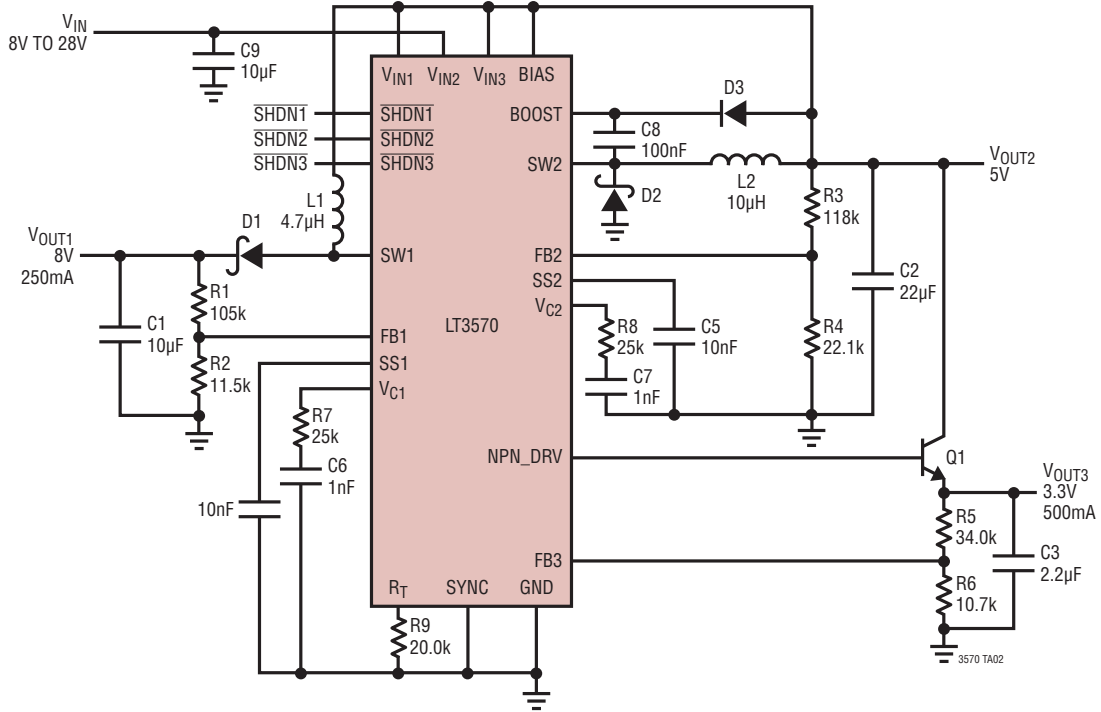 VIN
8V TO 28V
C9
10µF
VIN1 VIN2 VIN3 BIAS
SHDN1 SHDN1
SHDN2 SHDN2
SHDN3 SHDN3
BOOST
D3
C8
100nF
SW2
D2
L2
10µH
VOUT2
5V
R3
118k
L1
4.7µH
D1
VOUT1
8V
250mA
SW1
FB2
SS2
VC2
C2
22µF
R1
105k
C1
10µF
LT3570
R8
25k
C5
10nF
R4
22.1k
FB1
R2
11.5k
SS1
VC1
C7
1nF
R7
25k
C6
1nF
10nF
NPN_DRV
Q1
VOUT3
3.3V
500mA
R5
34.0k
FB3
C3
2.2µF
R6
10.7k
RT SYNC GND
R9
20.0k
3570 TA02